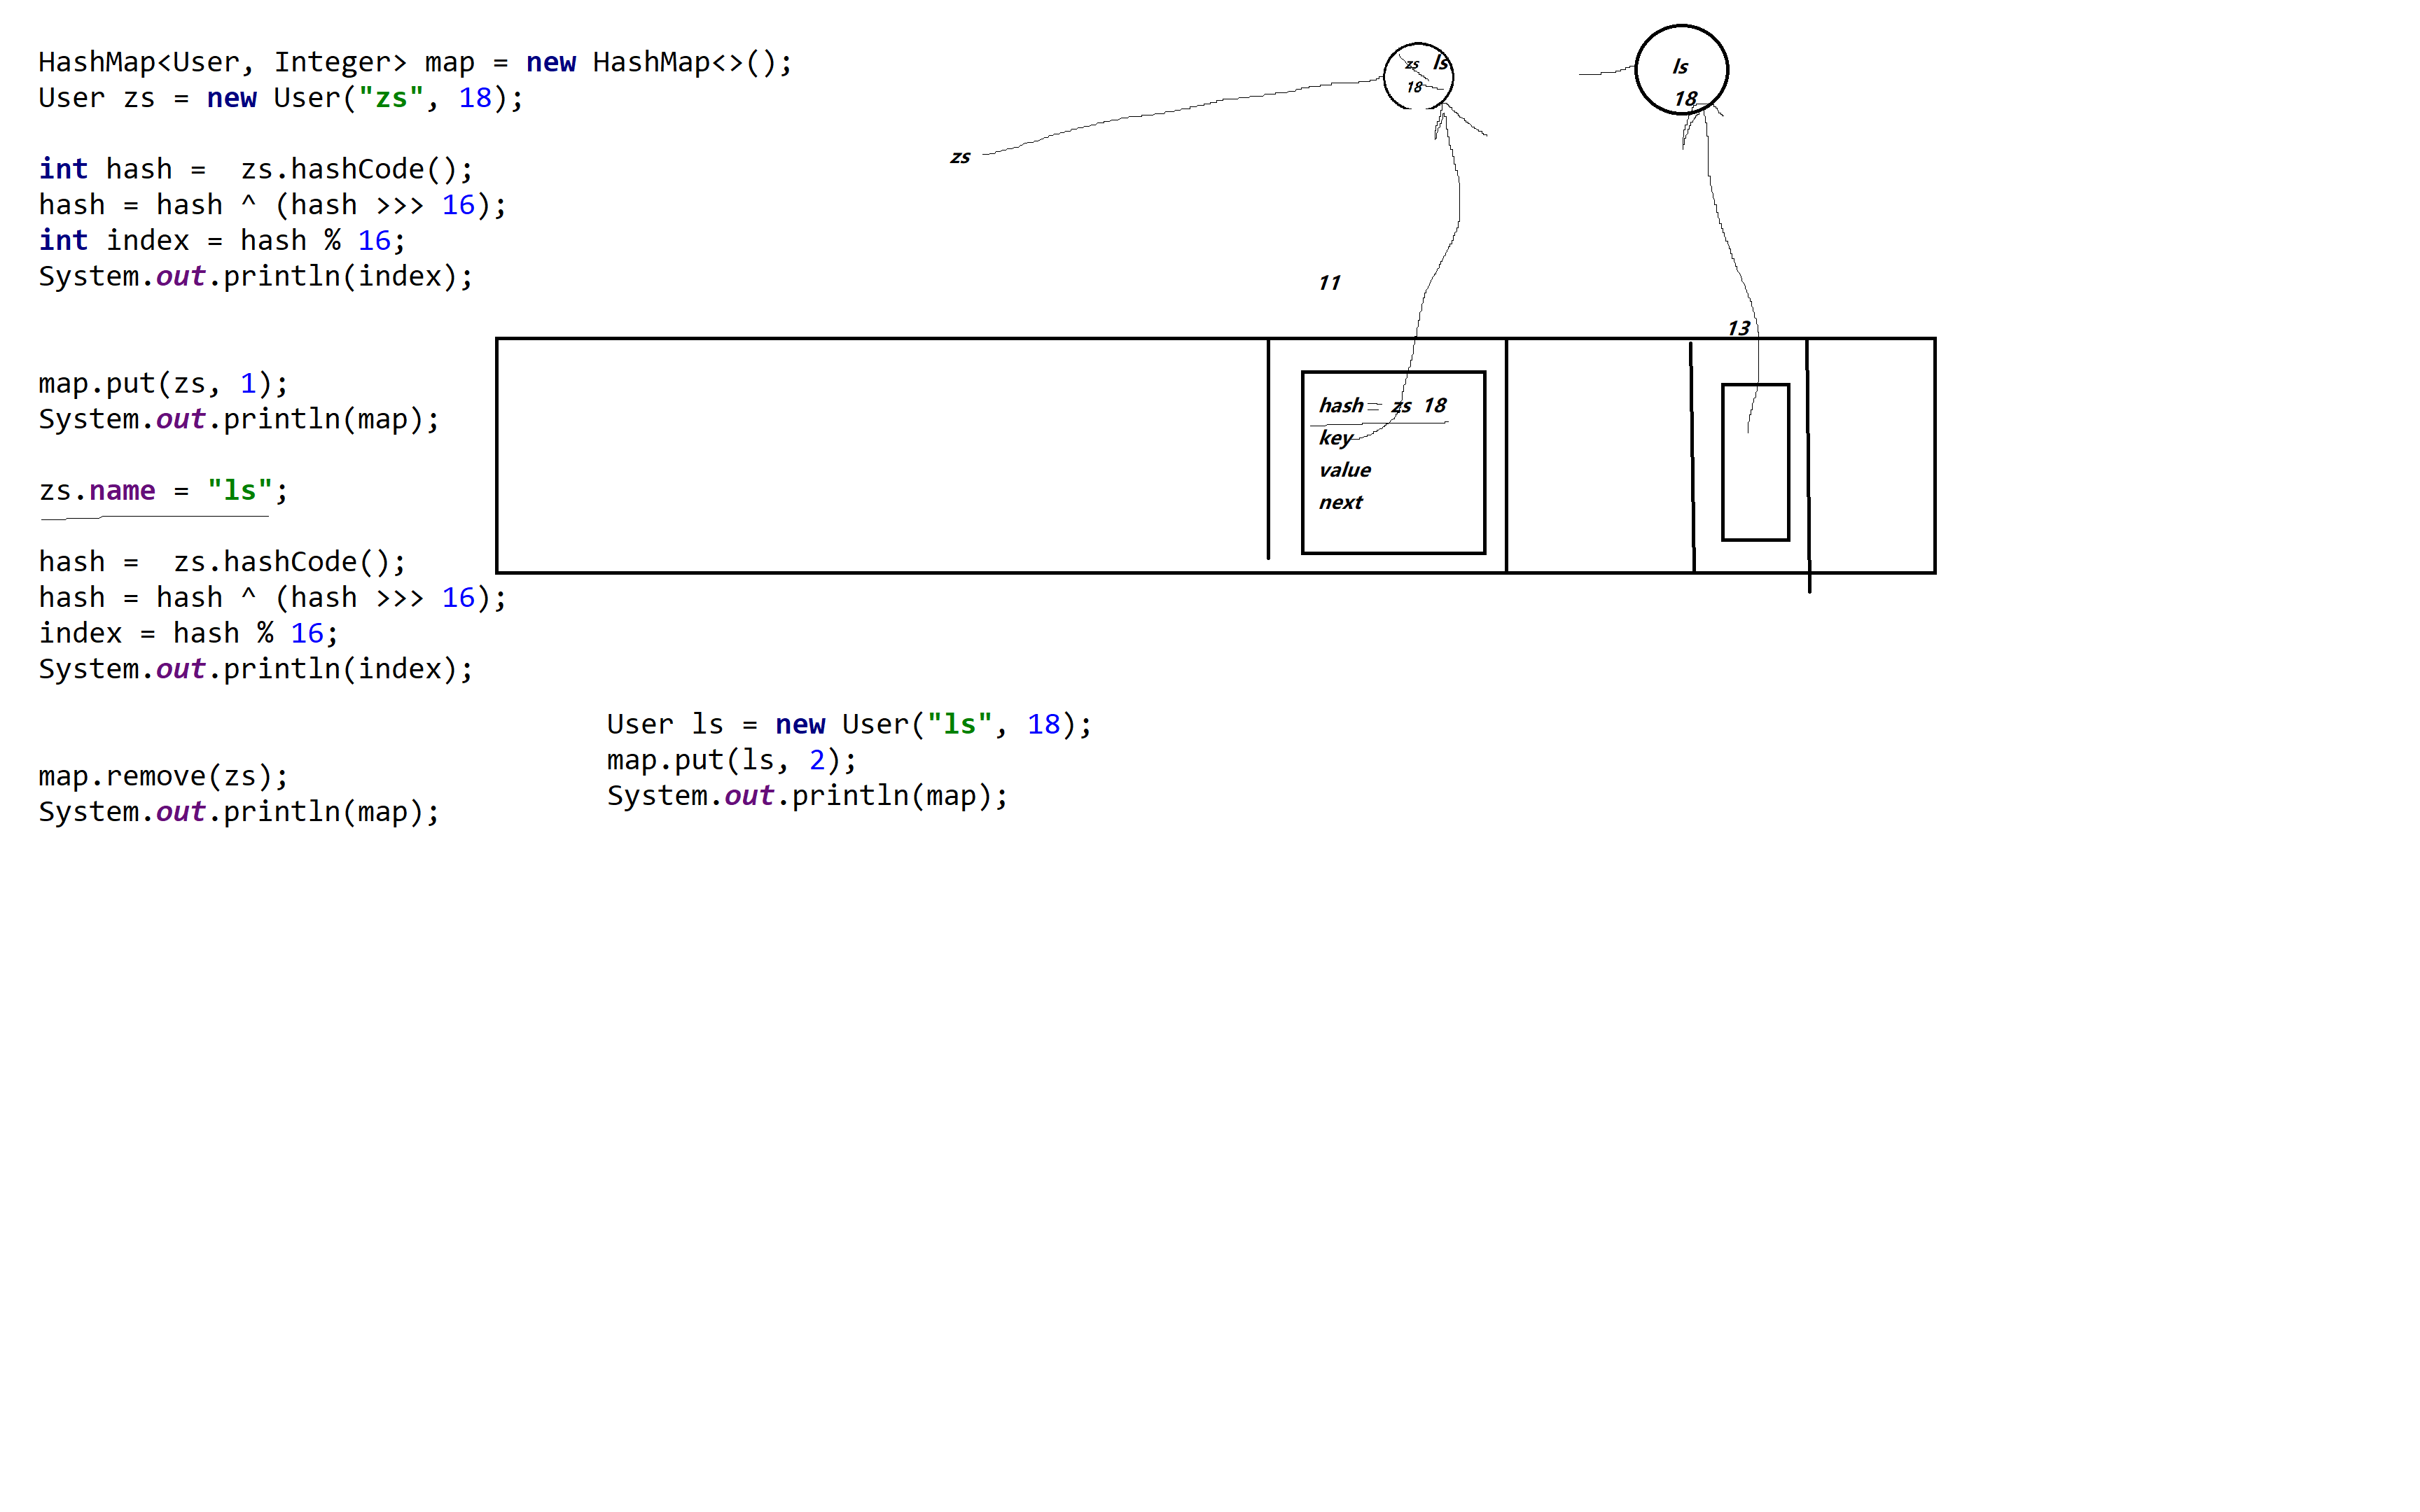 HashMap<User, Integer> map = new HashMap<>();
User zs = new User("zs", 18);
int hash =  zs.hashCode();
hash = hash ^ (hash >>> 16);
int index = hash % 16;
System.out.println(index);
map.put(zs, 1);
System.out.println(map);
zs.name = "ls";
hash =  zs.hashCode();
hash = hash ^ (hash >>> 16);
index = hash % 16;
System.out.println(index);
map.remove(zs);
System.out.println(map);
User ls = new User("ls", 18);
map.put(ls, 2);
System.out.println(map);
zs
zs ls
18
ls
18
11
13
hash = zs 18
key
value
next